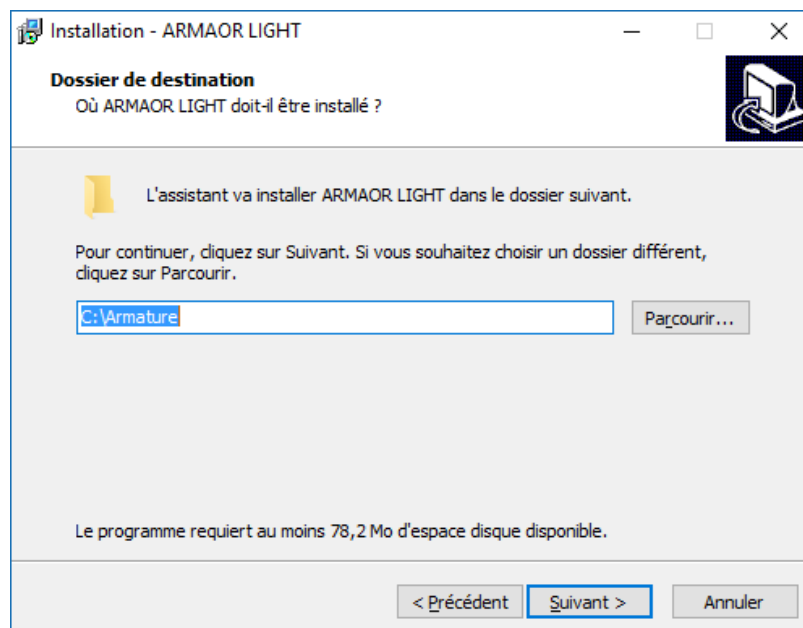 Installation - ARMAOR LIGHT
Dossier de destination
Où ARMAOR LIGHT doit-il être installé ?
L'assistant va installer ARMAOR LIGHT dans le dossier suivant.
Pour continuer, cliquez sur Suivant. Si vous souhaitez choisir un dossier différent,
cliquez sur Parcourir.
C:\Armature
Parcourir...
Le programme requiert au moins 78,2 Mo d'espace disque disponible.
< Précédent
Suivant >
Annuler